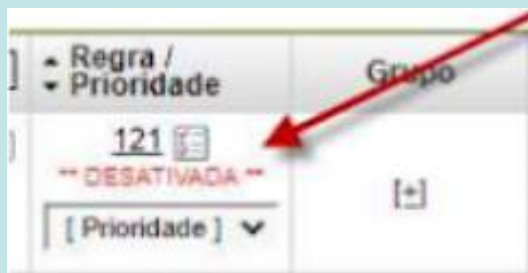 Regra /
Prioridade
Grupo
121
** DESATIVADA **
[ Prioridade ]
[+]